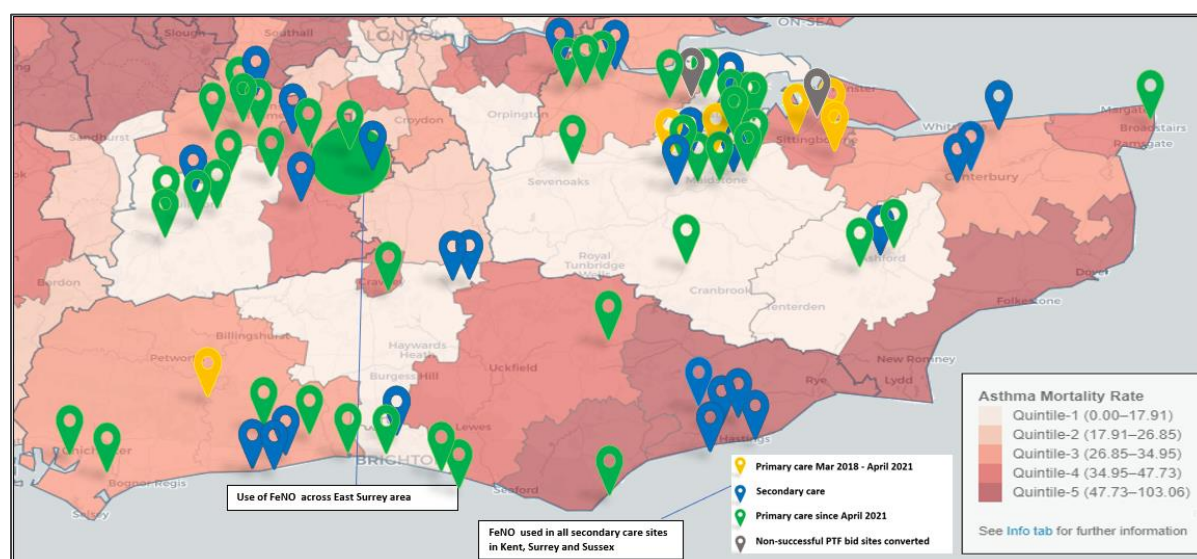 ON-SEA
Slough
Southall
LONDON
Sandhurst
Croydon
Orpington
Sittingbourne
Margate
Broadstairs
Ramsgate
Canterbury
Sevenoaks
Maidstone
Ashford
Royal
Tunbridge
Wells
Cranbrook
Tenterden
Dover
Folkestone
Crawley
Billingshurst
Petworth
Haywards
Heath
Burgess Hill
Uckfield
New Romney
Rye
Lydd
Lewes
Hastings
Chichester
BRIGHTON
Bognor Regis
Seaford
Selsey
Use of FeNO across East Surrey area
FeNO used in all secondary care sites
in Kent, Surrey and Sussex
Primary care Mar 2018 - April 2021
Secondary care
Primary care since April 2021
Non-successful PTF bid sites converted
Asthma Mortality Rate
Quintile-1 (0.00–17.91)
Quintile-2 (17.91–26.85)
Quintile-3 (26.85–34.95)
Quintile-4 (34.95–47.73)
Quintile-5 (47.73–103.06)
See Info tab for further information